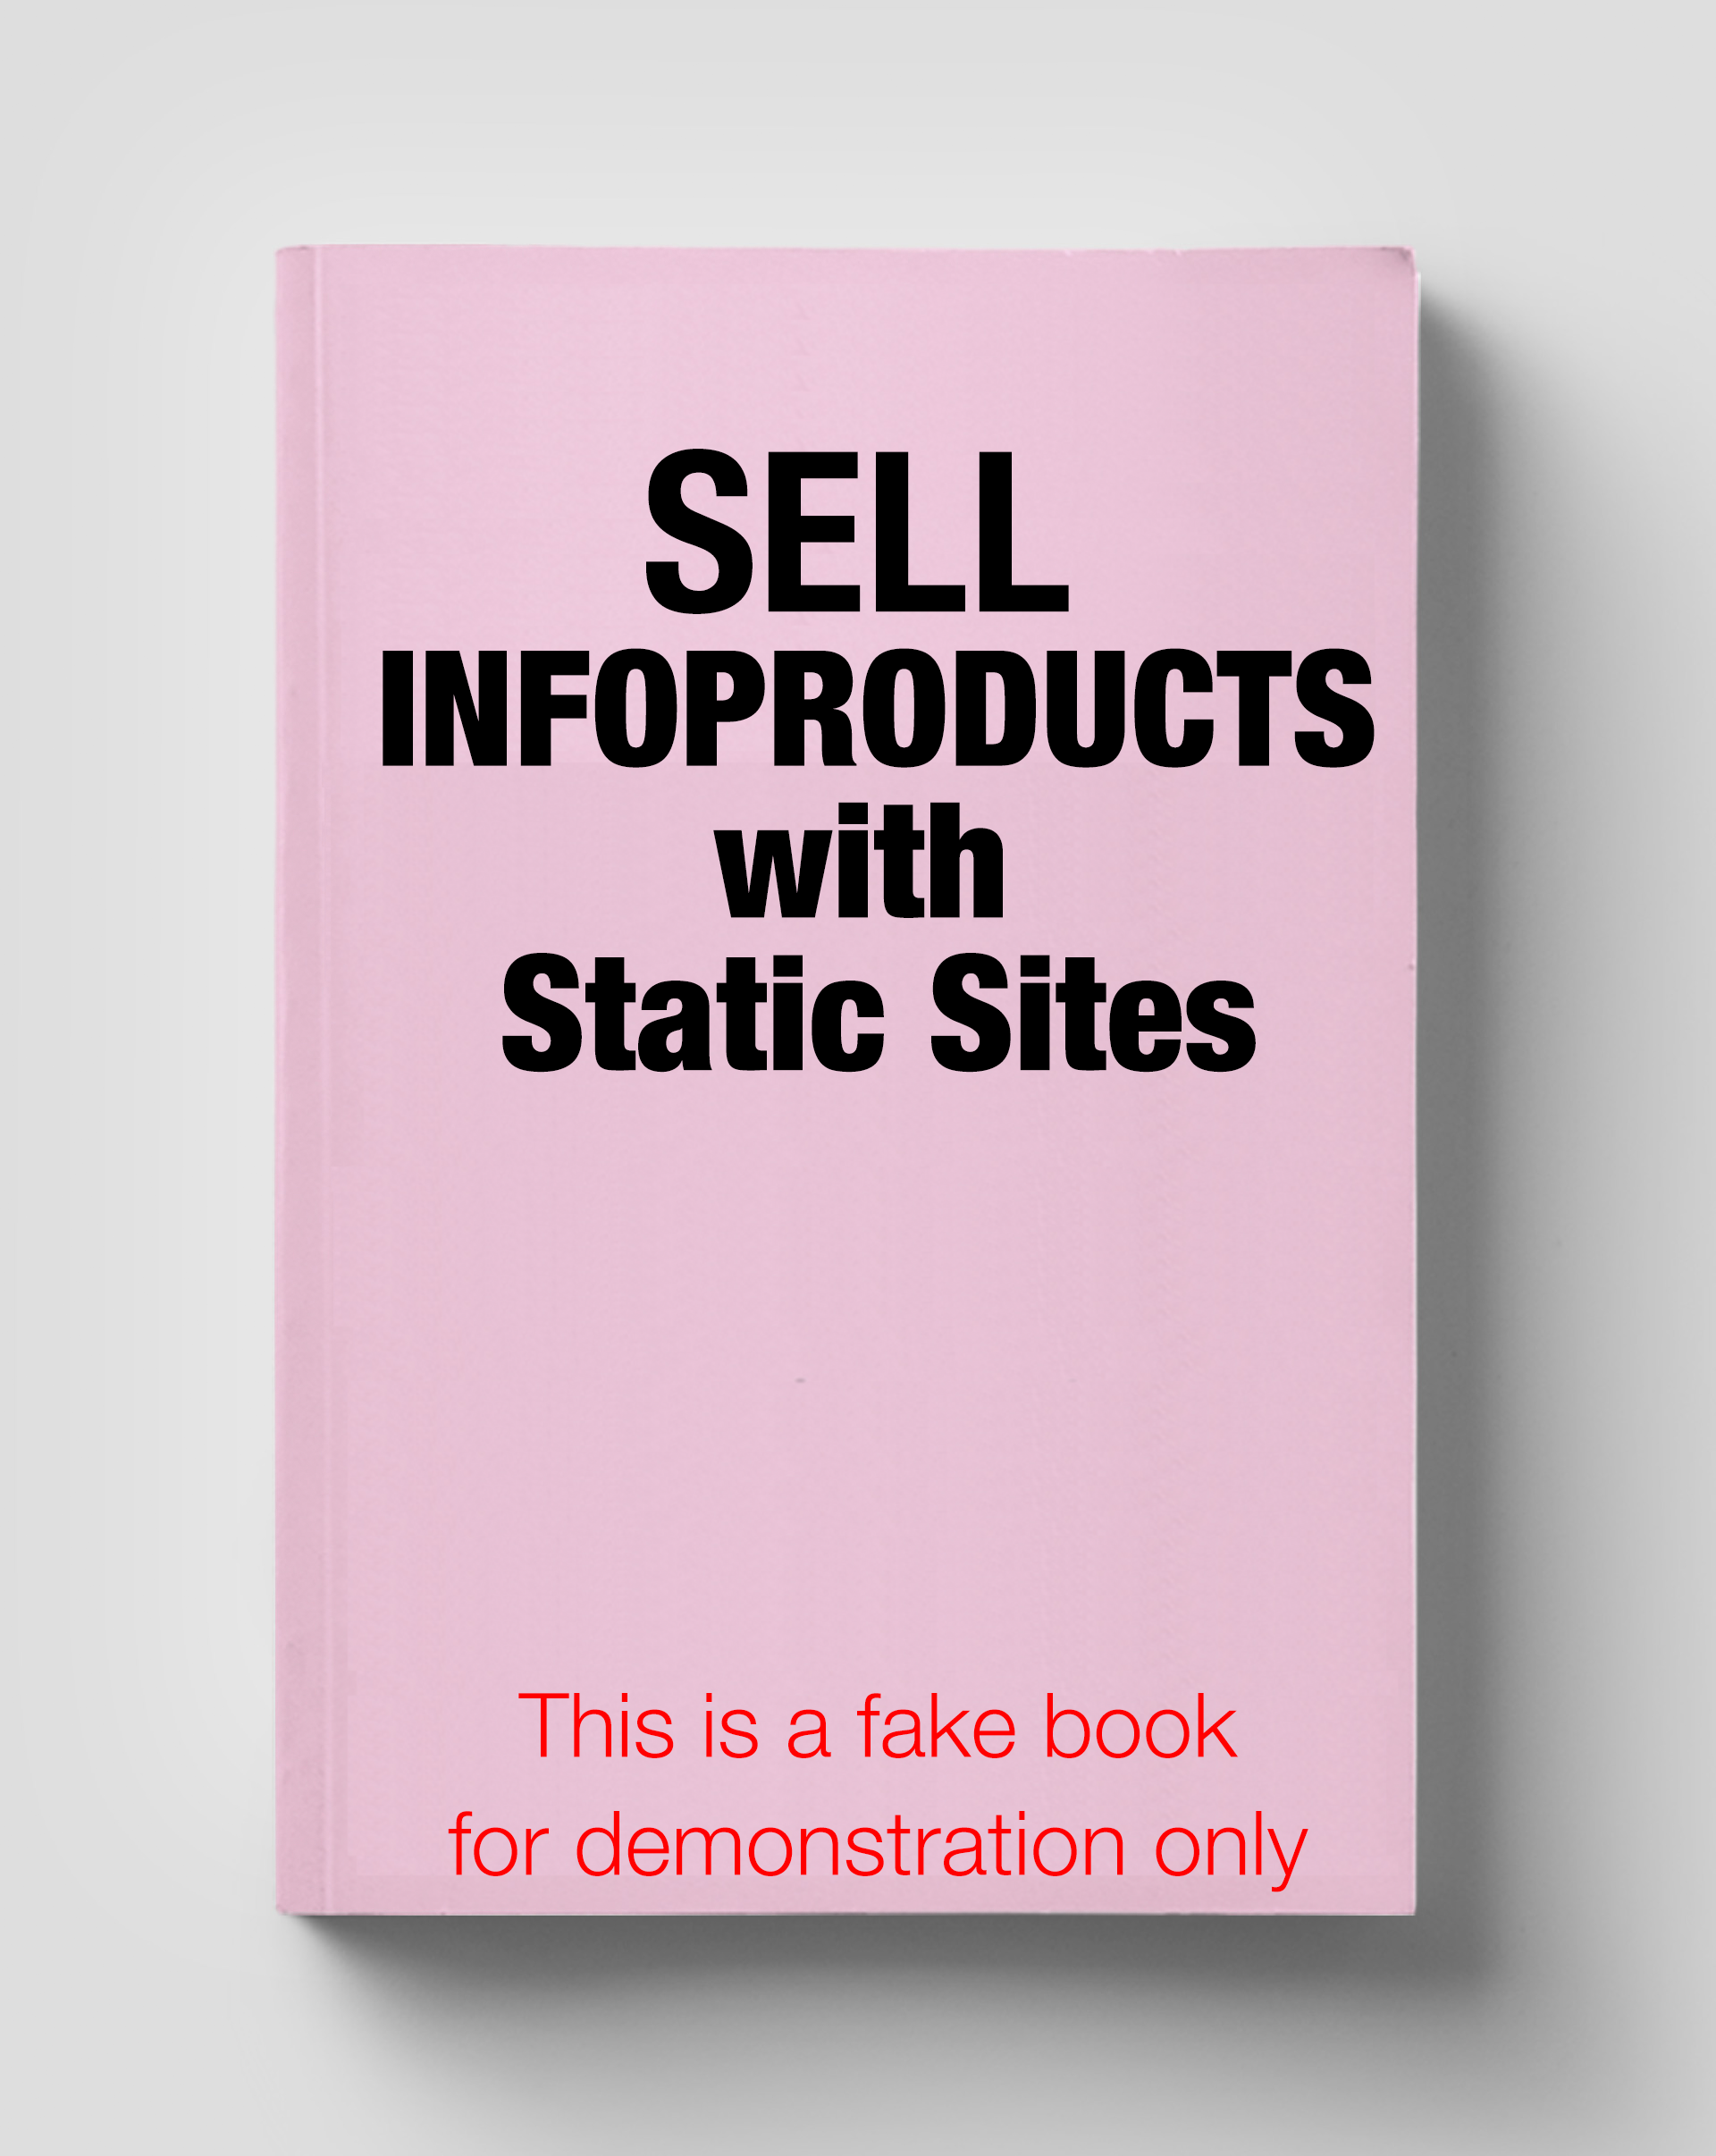 SELL
INFOPRODUCTS
with
Static Sites
This is a fake book
for demonstration only